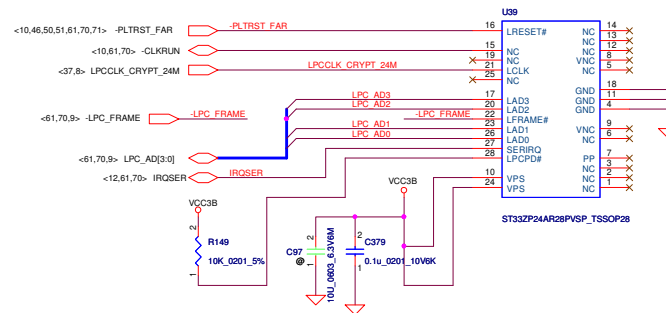 U39
<10,46,50,51,61,70,71> -PLTRST_FAR -PLTRST_FAR 16 LRESET# NC 14
NC 13
<10,61,70> -CLKRUN 15 NC NC 12
19 NC VNC 8
<37,8> LPCCLK_CRYPT_24M LPCCLK_CRYPT_24M 21 LCLK NC 5
25 NC
GND 18
LPC_AD3 17 LAD3 GND 11
LPC_AD2 20 LAD2 GND 4
<61,70,9> -LPC_FRAME -LPC_FRAME -LPC_FRAME 22 LFRAME#
LPC_AD1 23 LAD1 VNC 9
LPC_AD0 26 LAD0 NC 6
<61,70,9> LPC_AD[3:0] 27 SERIRQ
28 LPCPD# PP 7
NC 3
<12,61,70> IRQSER IRQSER 10 VPS NC 2
24 VPS NC 1
VCC3B
VCC3B
ST33ZP24AR28PVSP_TSSOP28
2
R149
10K_0201_5%
1
2
C97
@
10U_0603_6.3V6M
1
2
C379
0.1u_0201_10V6K
1